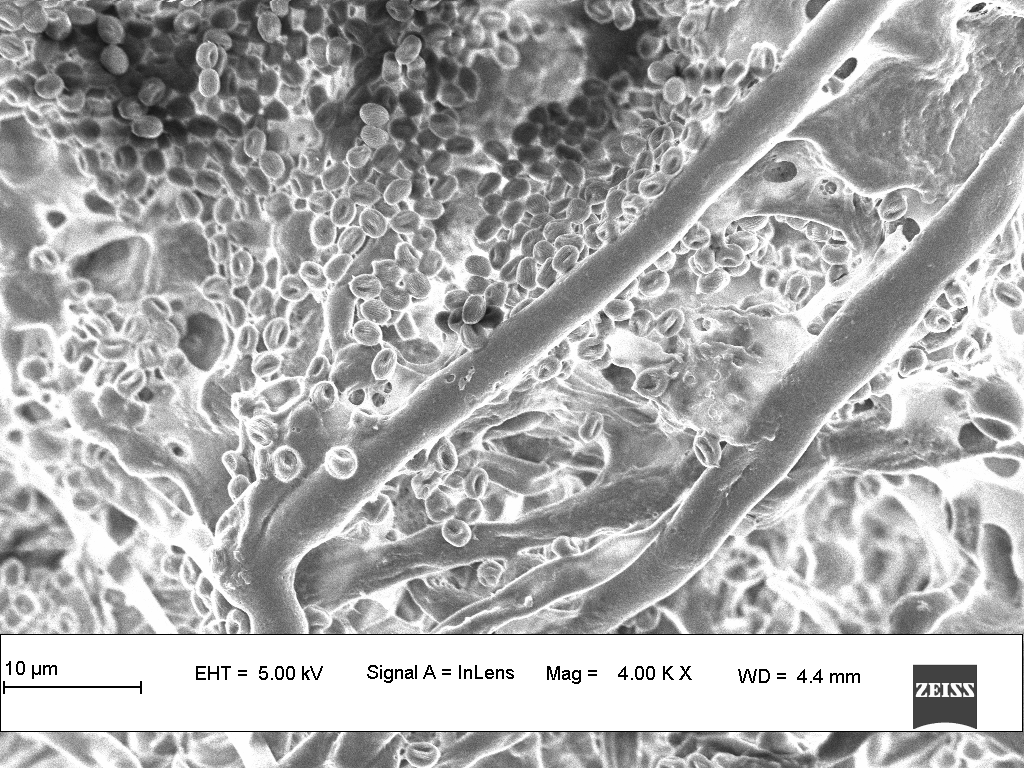 10 µm
EHT = 5.00 kV Signal A = InLens Mag = 4.00 K X WD = 4.4 mm
ZEISS